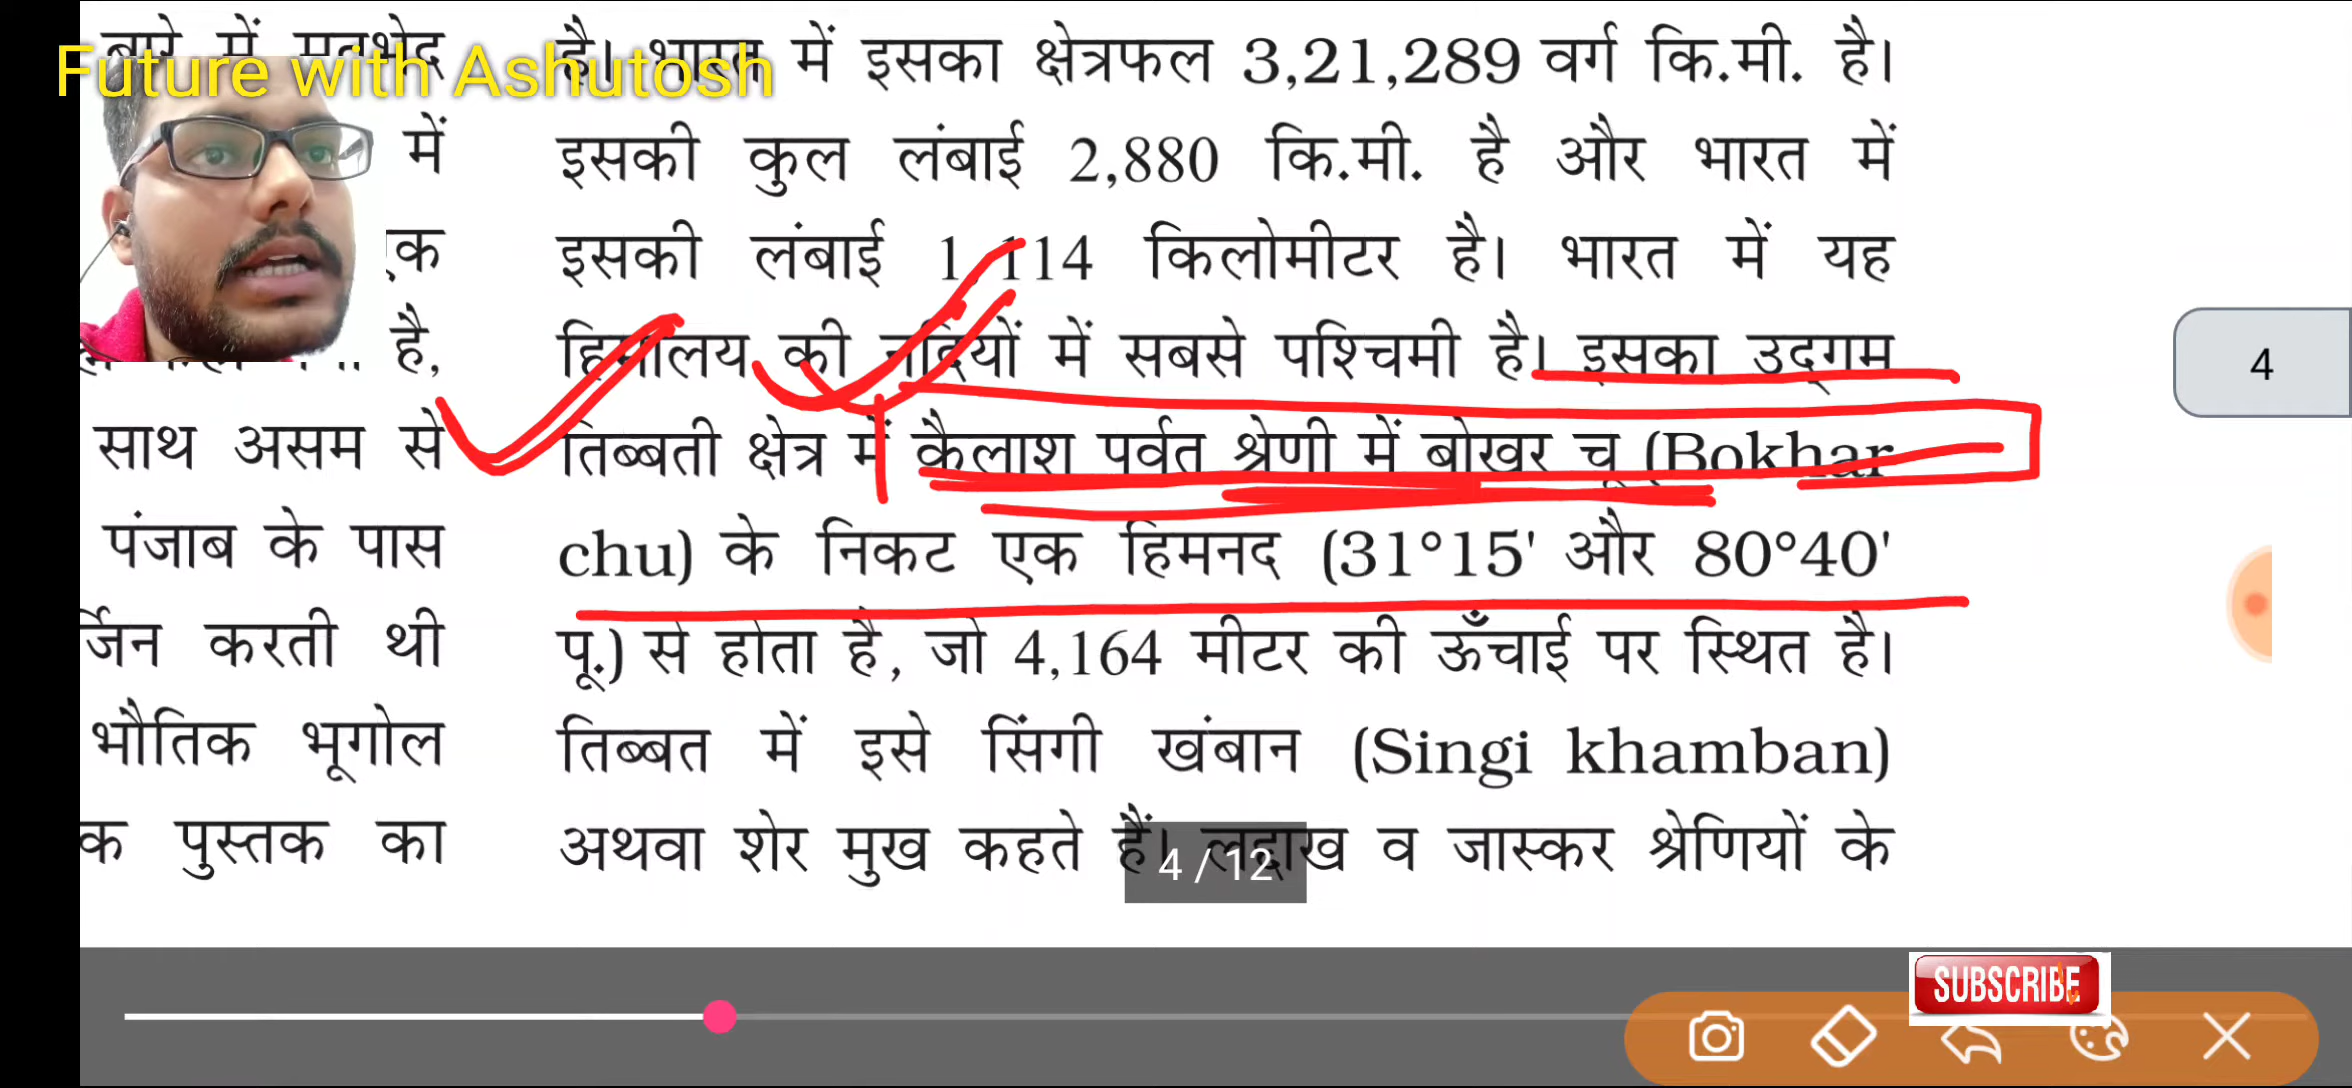 Future with Ashutosh
बारे में मतभेद
में
है,
साथ असम से
पंजाब के पास
करती थी
भौतिक भूगोल
क पुस्तक का
है। भारत में इसका क्षेत्रफल 3,21,289 वर्ग कि.मी. है।
इसकी कुल लंबाई 2,880 कि.मी. है और भारत में
इसकी लंबाई 1,114 किलोमीटर है। भारत में यह
हिमालय की नदियों में सबसे पश्चिमी है। इसका उद्गम
तिब्बती क्षेत्र में कैलाश पर्वत श्रेणी में बोखर चू (Bokhar
chu) के निकट एक हिमनद (31°15' और 80°40'
पू.) से होता है, जो 4,164 मीटर की ऊँचाई पर स्थित है।
तिब्बत में इसे सिंगी खंबान (Singi khamban)
अथवा शेर मुख कहते हैं। लद्दाख व जास्कर श्रेणियों के
4
4 / 12
SUBSCRIBE